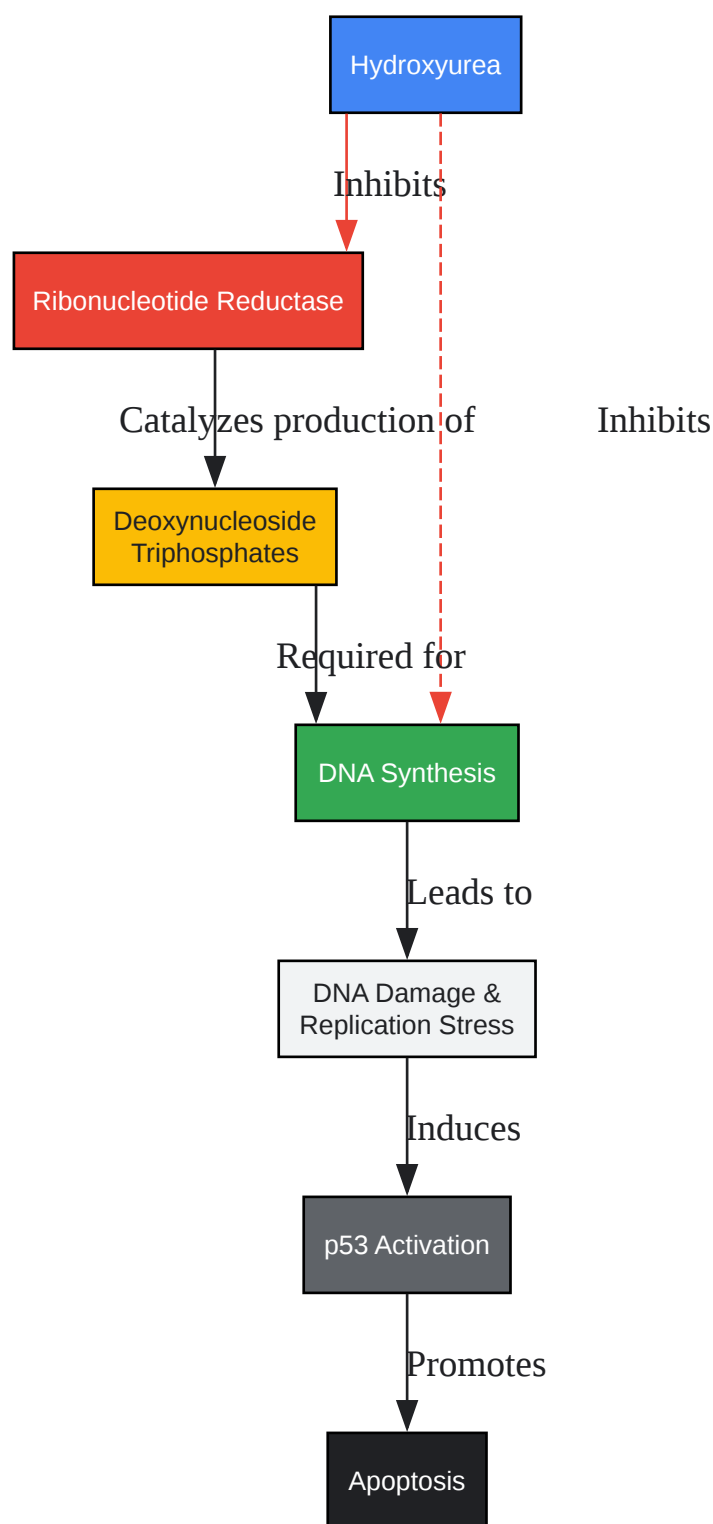 Hydroxyurea
Inhibits
Ribonucleotide Reductase
Catalyzes production of
Inhibits
Deoxynucleoside
Triphosphates
Required for
DNA Synthesis
Leads to
DNA Damage &
Replication Stress
Induces
p53 Activation
Promotes
Apoptosis